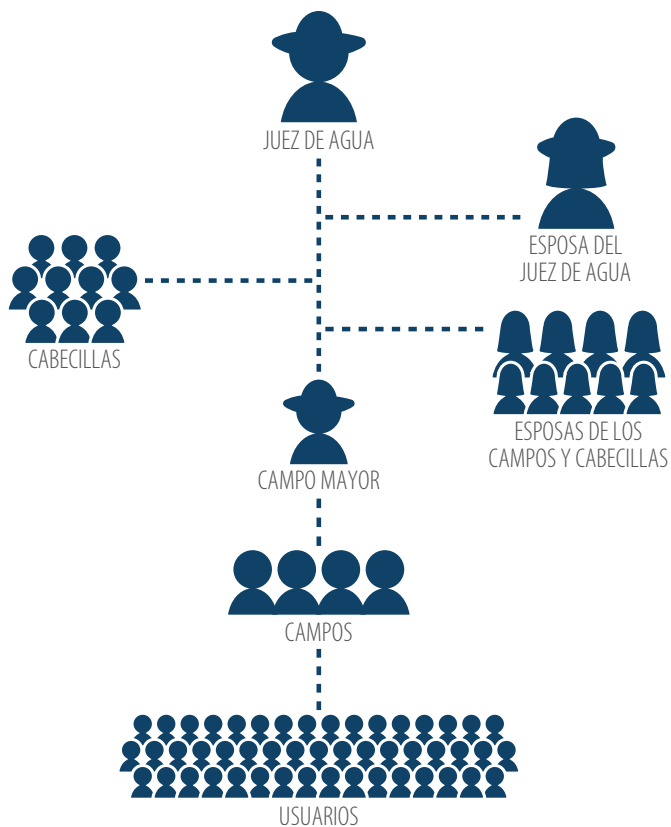 JUEZ DE AGUA
ESPOSA DEL
JUEZ DE AGUA
CABECILLAS
ESPOSAS DE LOS
CAMPOS Y CABECILLAS
CAMPO MAYOR
CAMPOS
USUARIOS